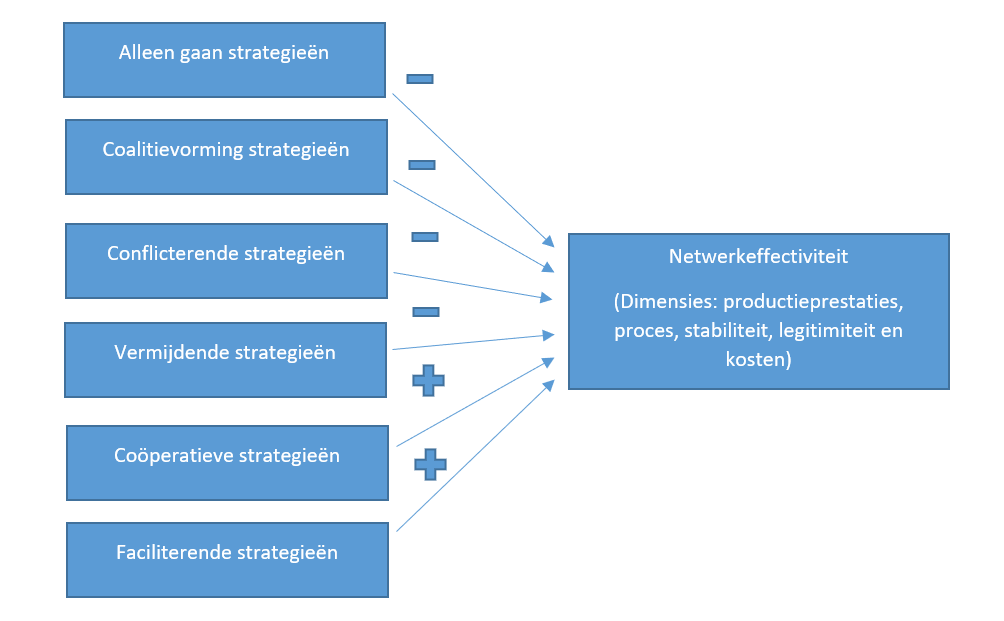 Alleen gaan strategieën
Coalitievorming strategieën
Conflicterende strategieën
Vermijdende strategieën
Coöperatieve strategieën
Faciliterende strategieën
Netwerkeffectiviteit
(Dimensies: productieprestaties,
proces, stabiliteit, legitimiteit en
kosten)